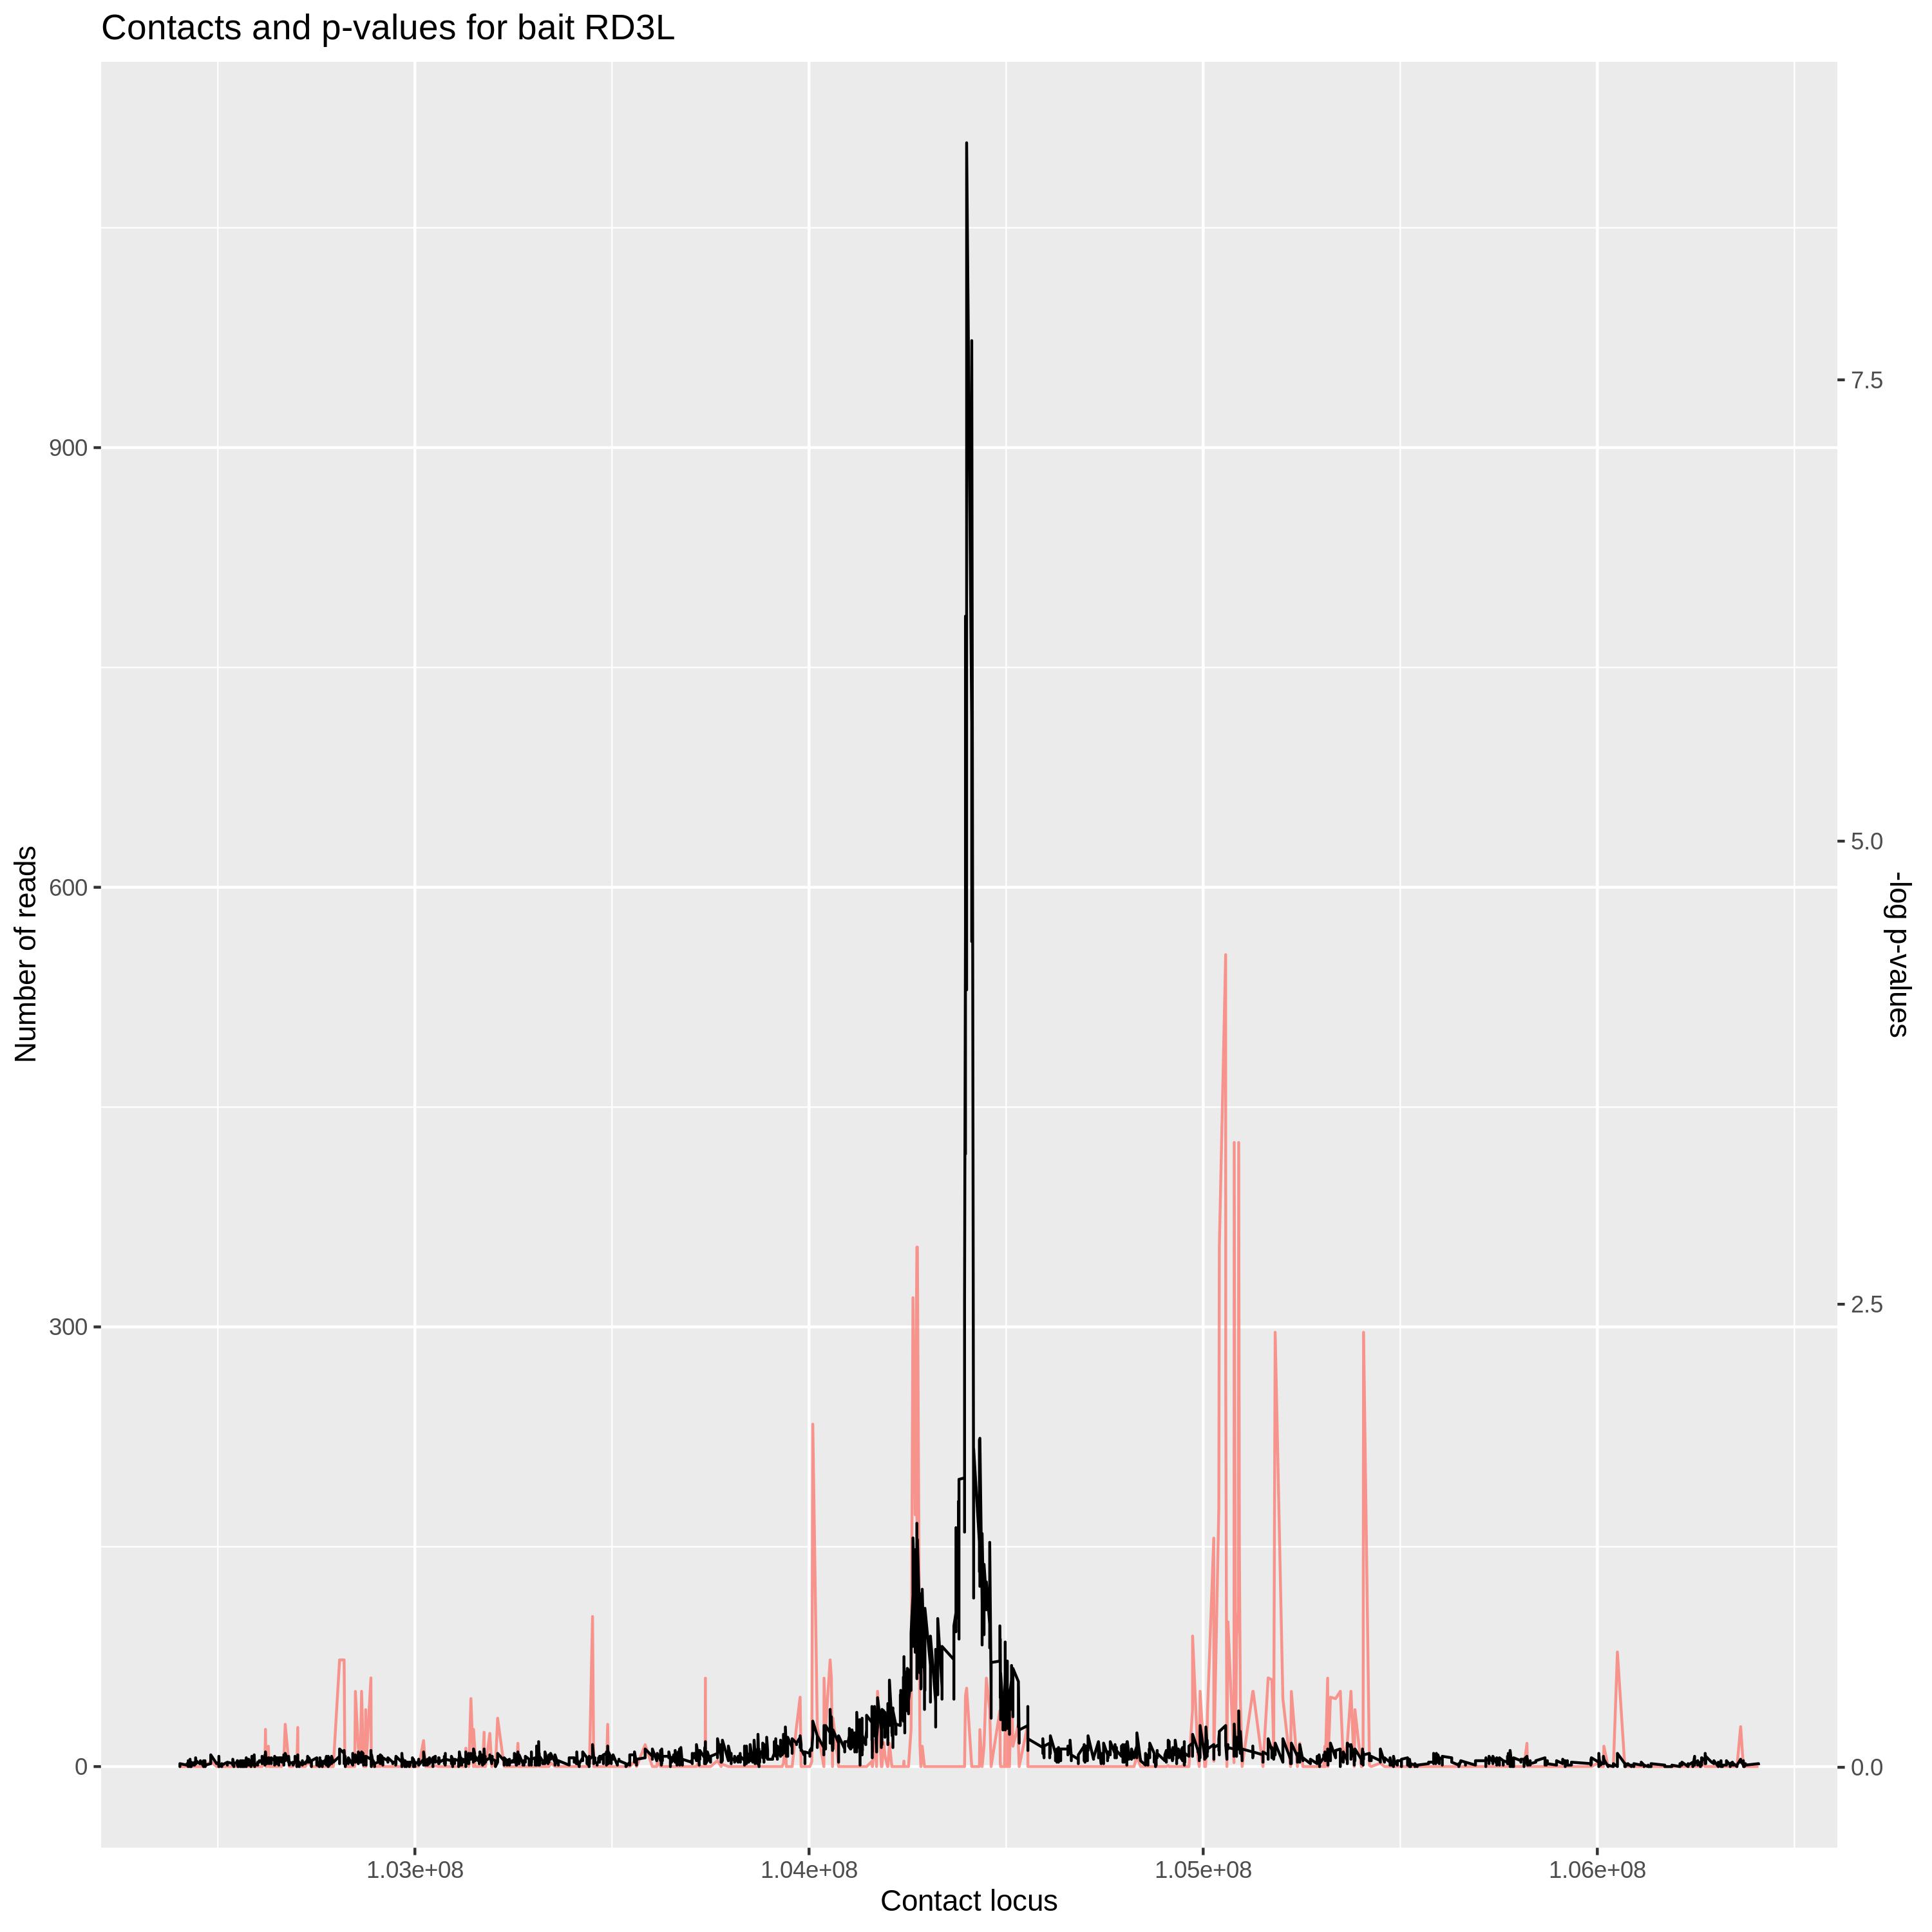 Contacts and p-values for bait RD3L
900
600
300
0
Number of reads
7.5
5.0
2.5
0.0
-log p-values
1.03e+08
1.04e+08
1.05e+08
1.06e+08
Contact locus